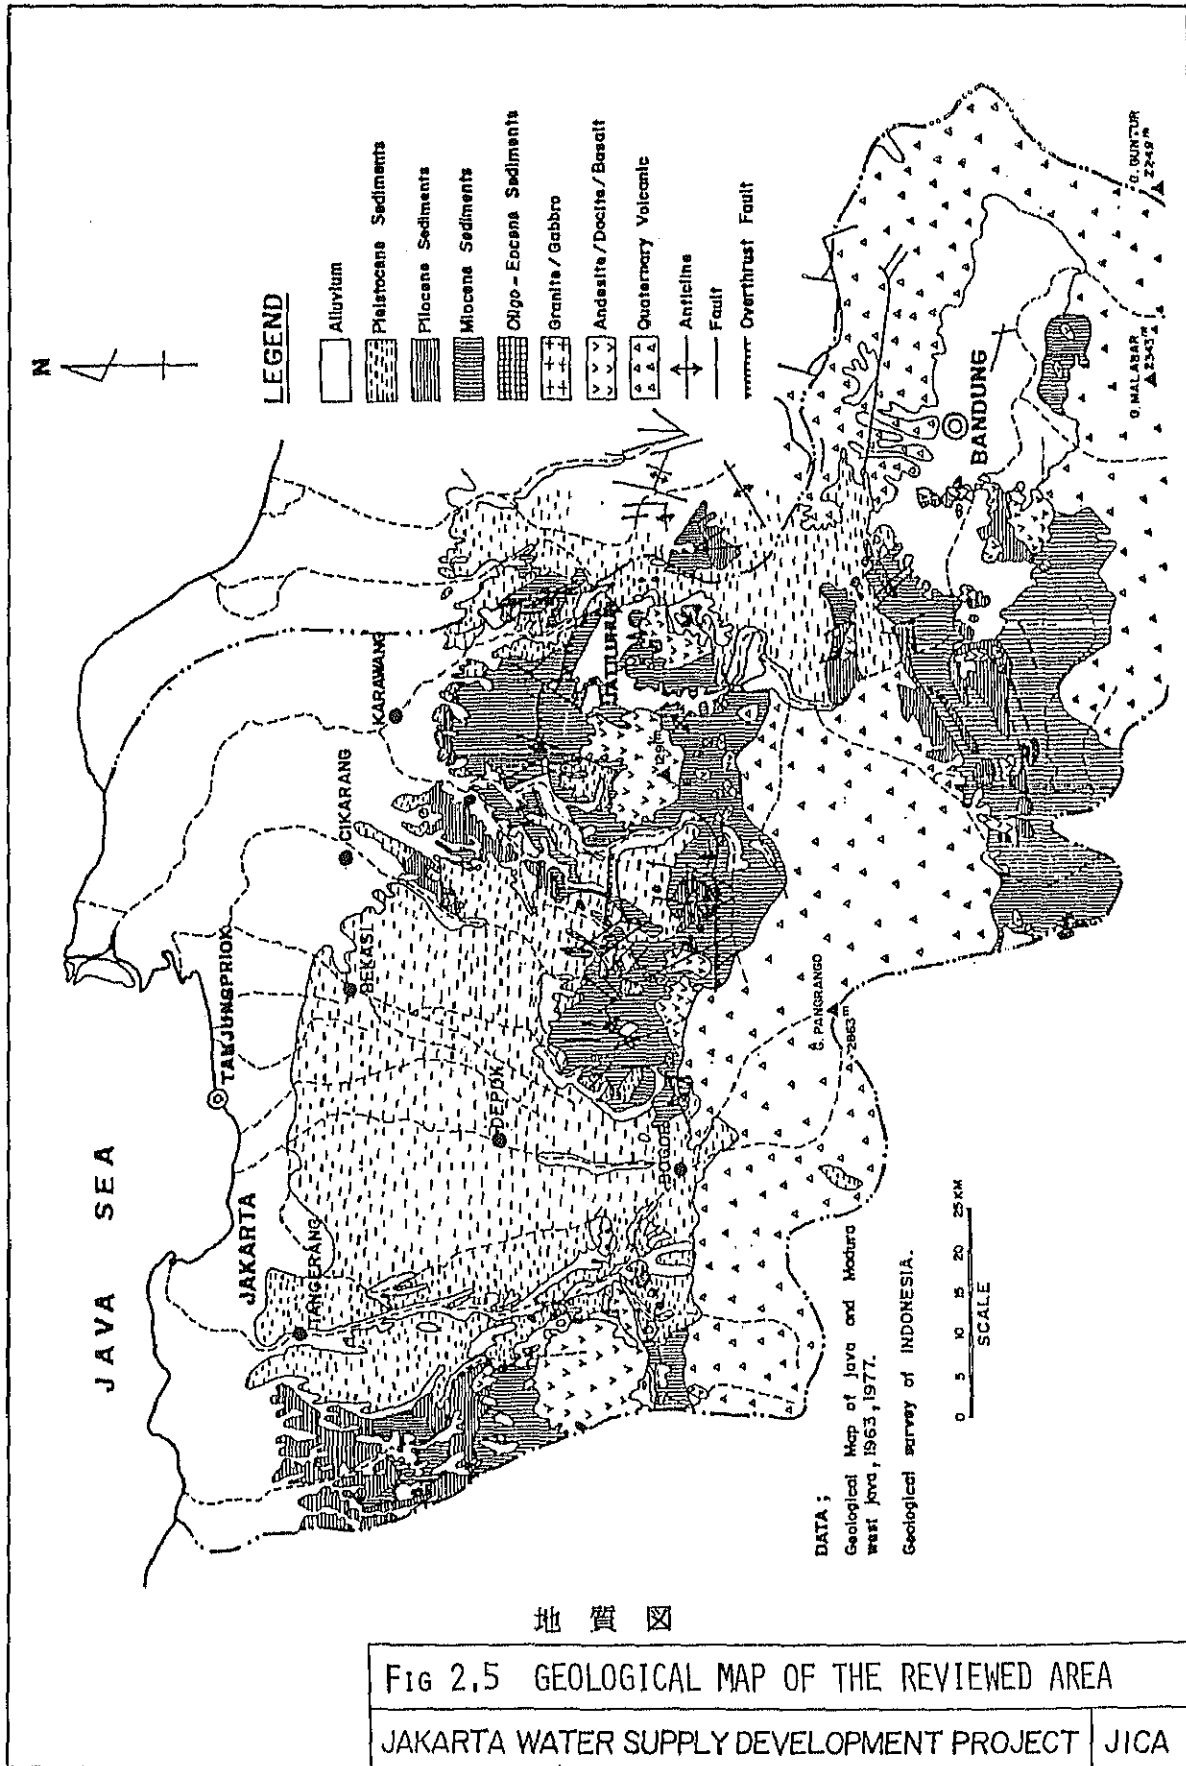 N
LEGEND
Alluvium
Pleistocene Sediments
Pliocene Sediments
Miocene Sediments
Oligo - Eocene Sediments
Granite / Gabbro
Andesite / Dacite / Basalt
Quaternary Volcanic
Anticline
Fault
Overthrust Fault
JAVA SEA
JAKARTA
TANJUNGPRIOK
TANGERANG
BEKASI
CIKARANG
KARAWANG
DEPOK
BOGOR
JATILUHUR
1291m
BANDUNG
G. PANGRANGO
2863m
G. MALABAR
2343m
G. GUNTUR
2249m
0 5 10 15 20 25KM
SCALE
DATA ;
Geological Map of java and Madura
west java, 1963, 1977.
Geological survey of INDONESIA.
地質図
FIG 2.5 GEOLOGICAL MAP OF THE REVIEWED AREA
JAKARTA WATER SUPPLY DEVELOPMENT PROJECT JICA